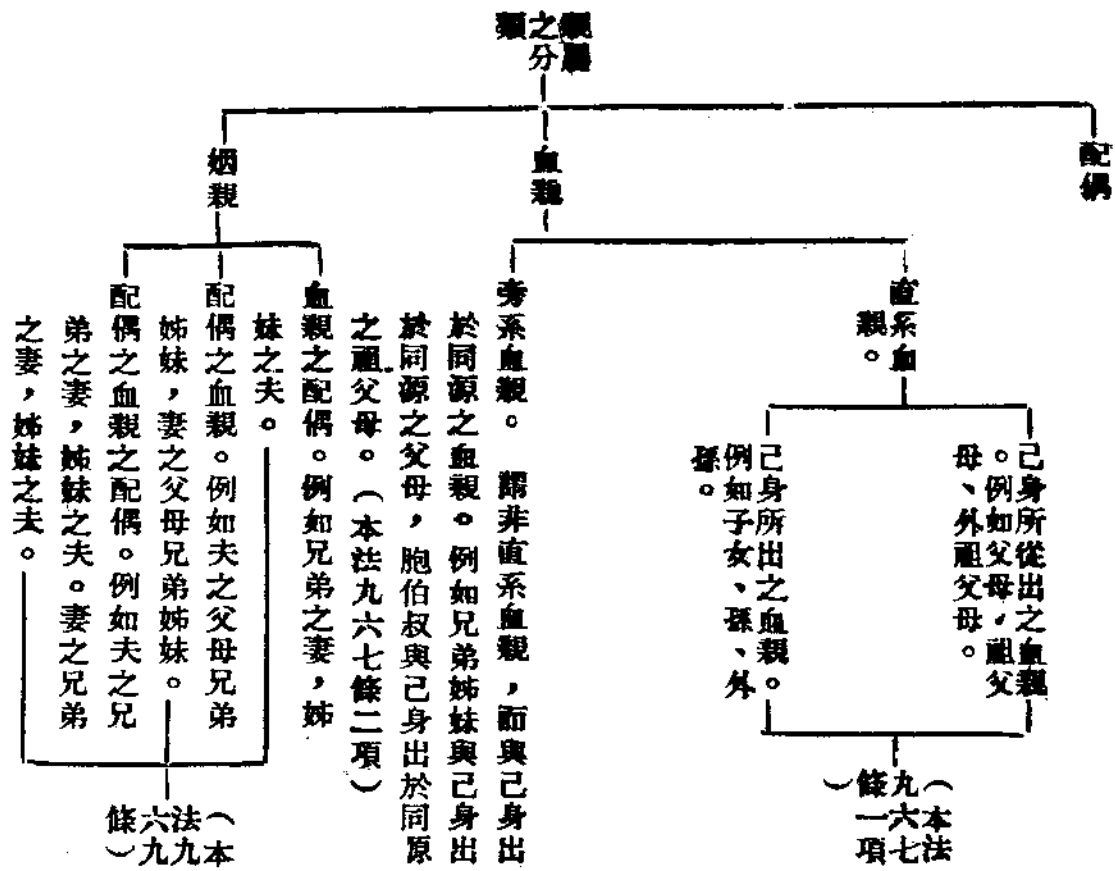 親屬
之分
類
配偶
血親
直系血
親。
己身所從出之血親
。例如父母,祖父
母、外祖父母。
己身所出之血親。
例如子女、孫、外
孫。
(本法
九六七
條一項
)
旁系血親。 謂非直系血親,而與己身出
於同源之血親。例如兄弟姊妹與己身出
於同源之父母,胞伯叔與己身出於同原
之祖父母。(本法九六七條二項)
姻親
血親之配偶。例如兄弟之妻,姊
妹之夫。
配偶之血親。例如夫之父母兄弟
姊妹,妻之父母兄弟姊妹。
配偶之血親之配偶。例如夫之兄
弟之妻,姊妹之夫。妻之兄弟
之妻,姊妹之夫。
(本
法九
六九
條)